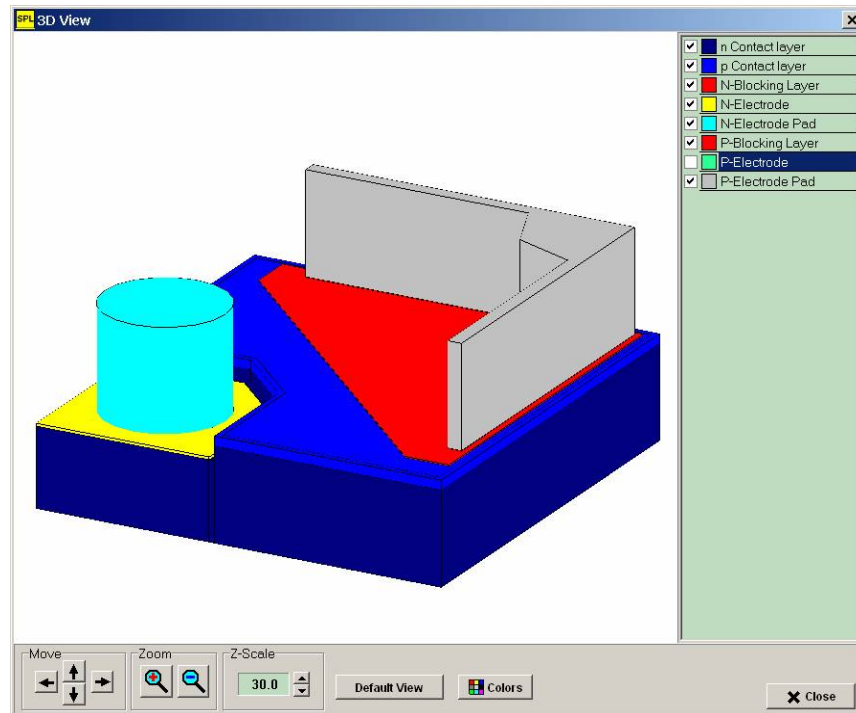 SPL 3D View
n Contact layer
p Contact layer
N-Blocking Layer
N-Electrode
N-Electrode Pad
P-Blocking Layer
P-Electrode
P-Electrode Pad
Move
Zoom
Z-Scale
30.0
Default View
Colors
Close